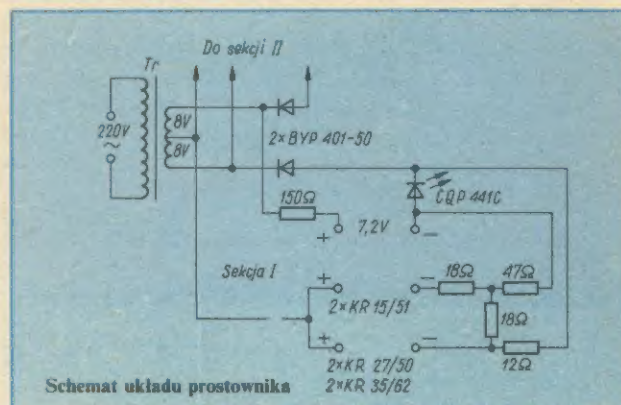 Do sekcji II
Tr
220V
~
8V
8V
2×BYP 401-50
150Ω
CQP 441C
+ 7,2V −
Sekcja I
+ − 18Ω 47Ω
2×KR 15/51
18Ω
+ − 12Ω
2×KR 27/50
2×KR 35/62
Schemat układu prostownika